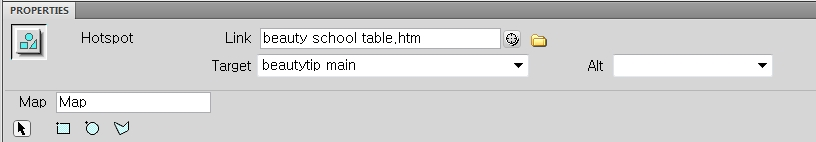 PROPERTIES
Hotspot
Link beauty school table,htm
Target beautytip main
Alt
Map Map